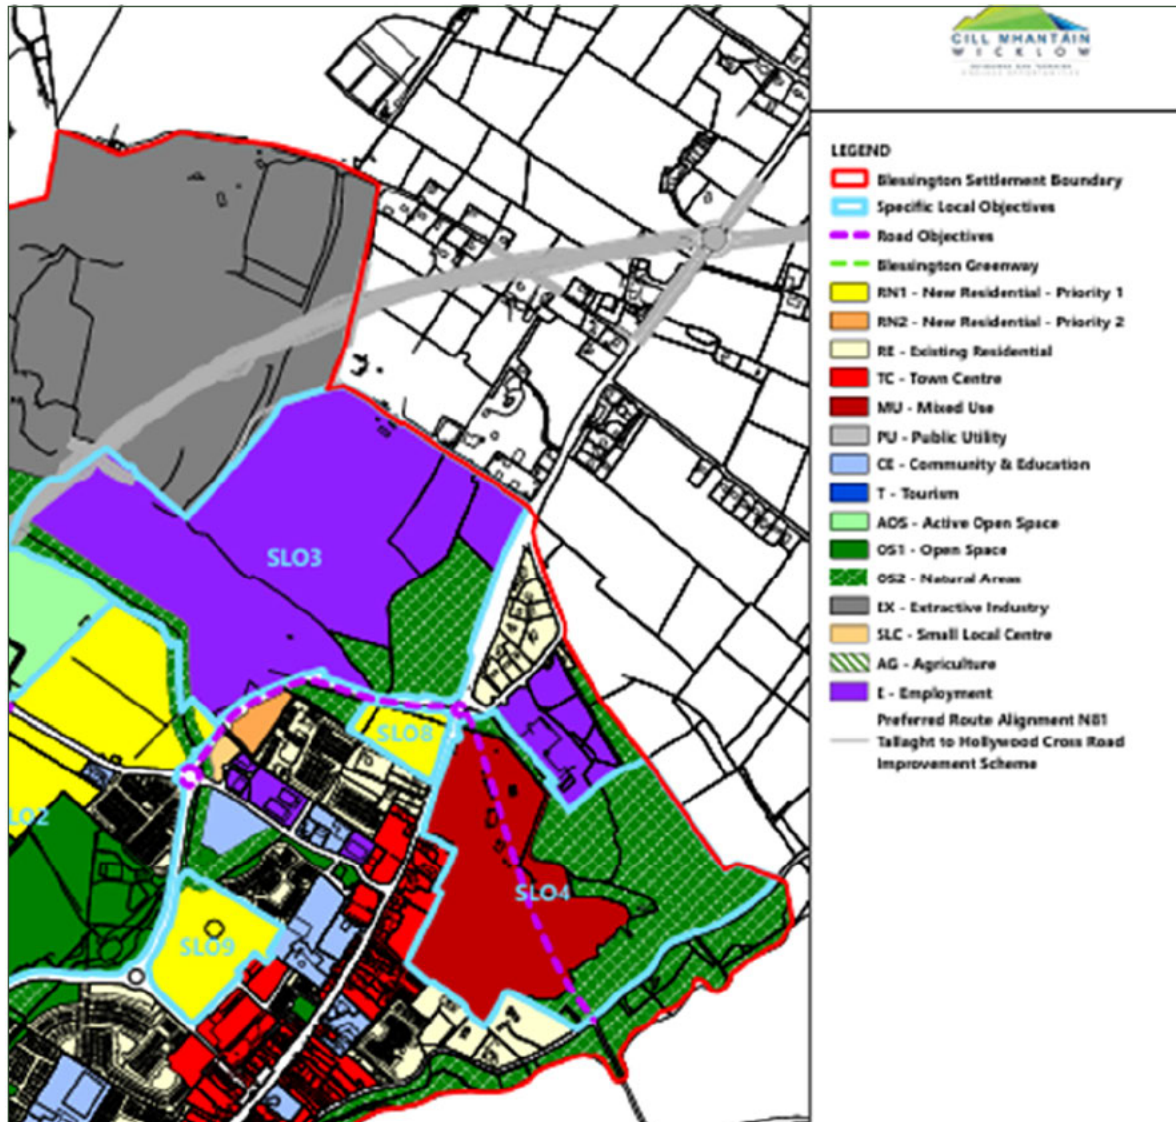 CILL MHANTÁIN
WICKLOW
LEGEND
Blessington Settlement Boundary
Specific Local Objectives
Road Objectives
Blessington Greenway
RN1 - New Residential - Priority 1
RN2 - New Residential - Priority 2
RE - Existing Residential
TC - Town Centre
MU - Mixed Use
PU - Public Utility
CE - Community & Education
T - Tourism
AOS - Active Open Space
OS1 - Open Space
OS2 - Natural Areas
EX - Extractive Industry
SLC - Small Local Centre
AG - Agriculture
E - Employment
Preferred Route Alignment N81
Tallaght to Hollywood Cross Road
Improvement Scheme
SLO3
SLO8
LO2
SLO4
SLO9